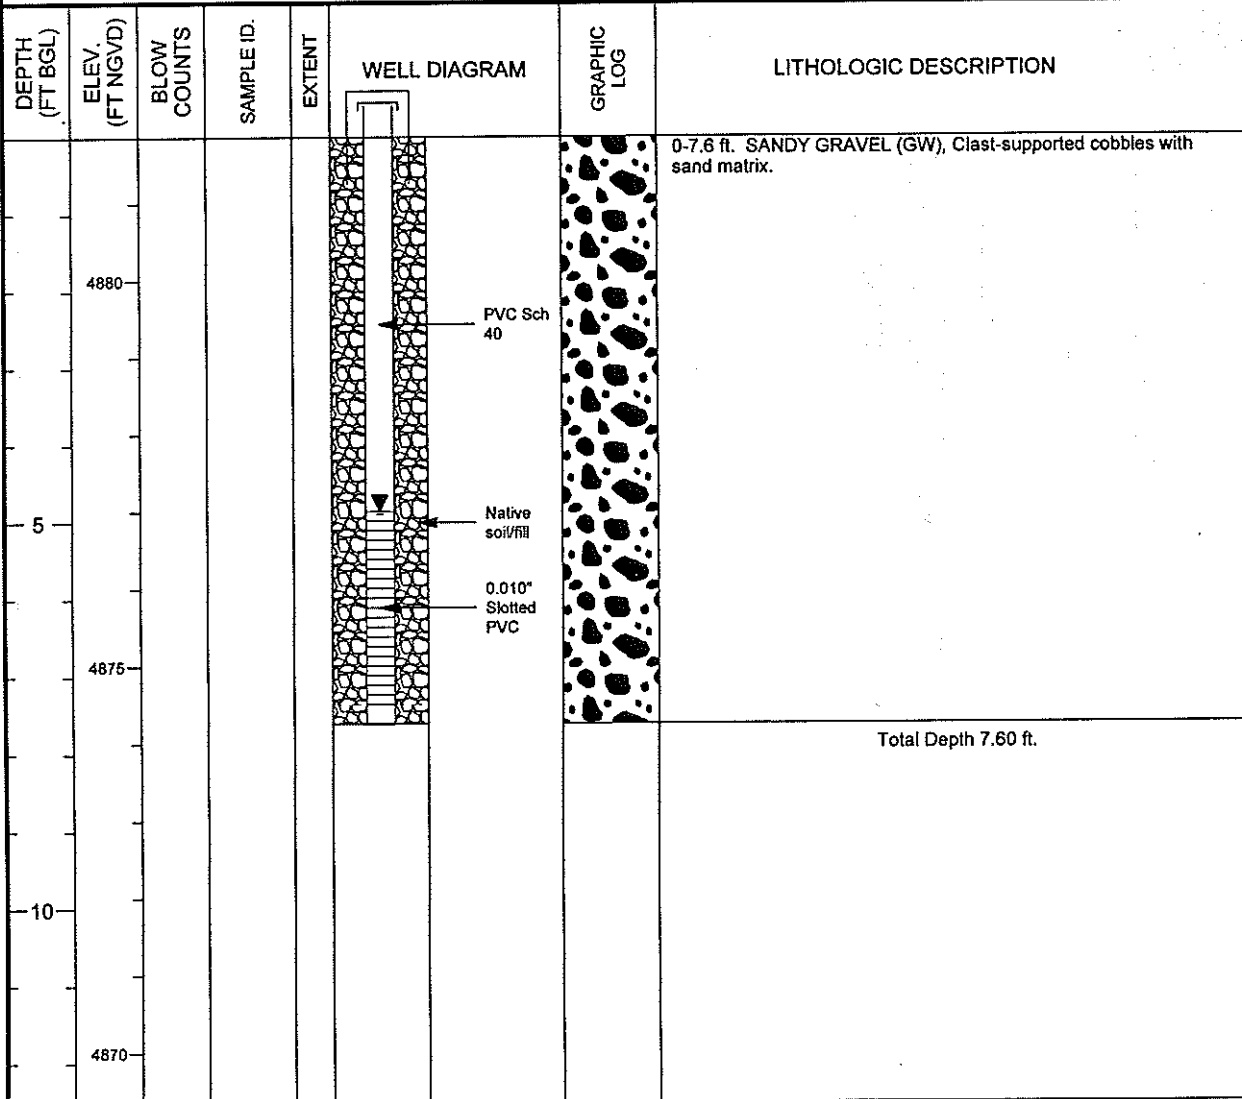 DEPTH
(FT BGL)
ELEV.
(FT NGVD)
BLOW
COUNTS
SAMPLE ID.
EXTENT
WELL DIAGRAM
GRAPHIC
LOG
LITHOLOGIC DESCRIPTION
0-7.6 ft. SANDY GRAVEL (GW), Clast-supported cobbles with
sand matrix.
4880
PVC Sch
40
5
Native
soil/fill
0.010"
Slotted
PVC
4875
Total Depth 7.60 ft.
10
4870